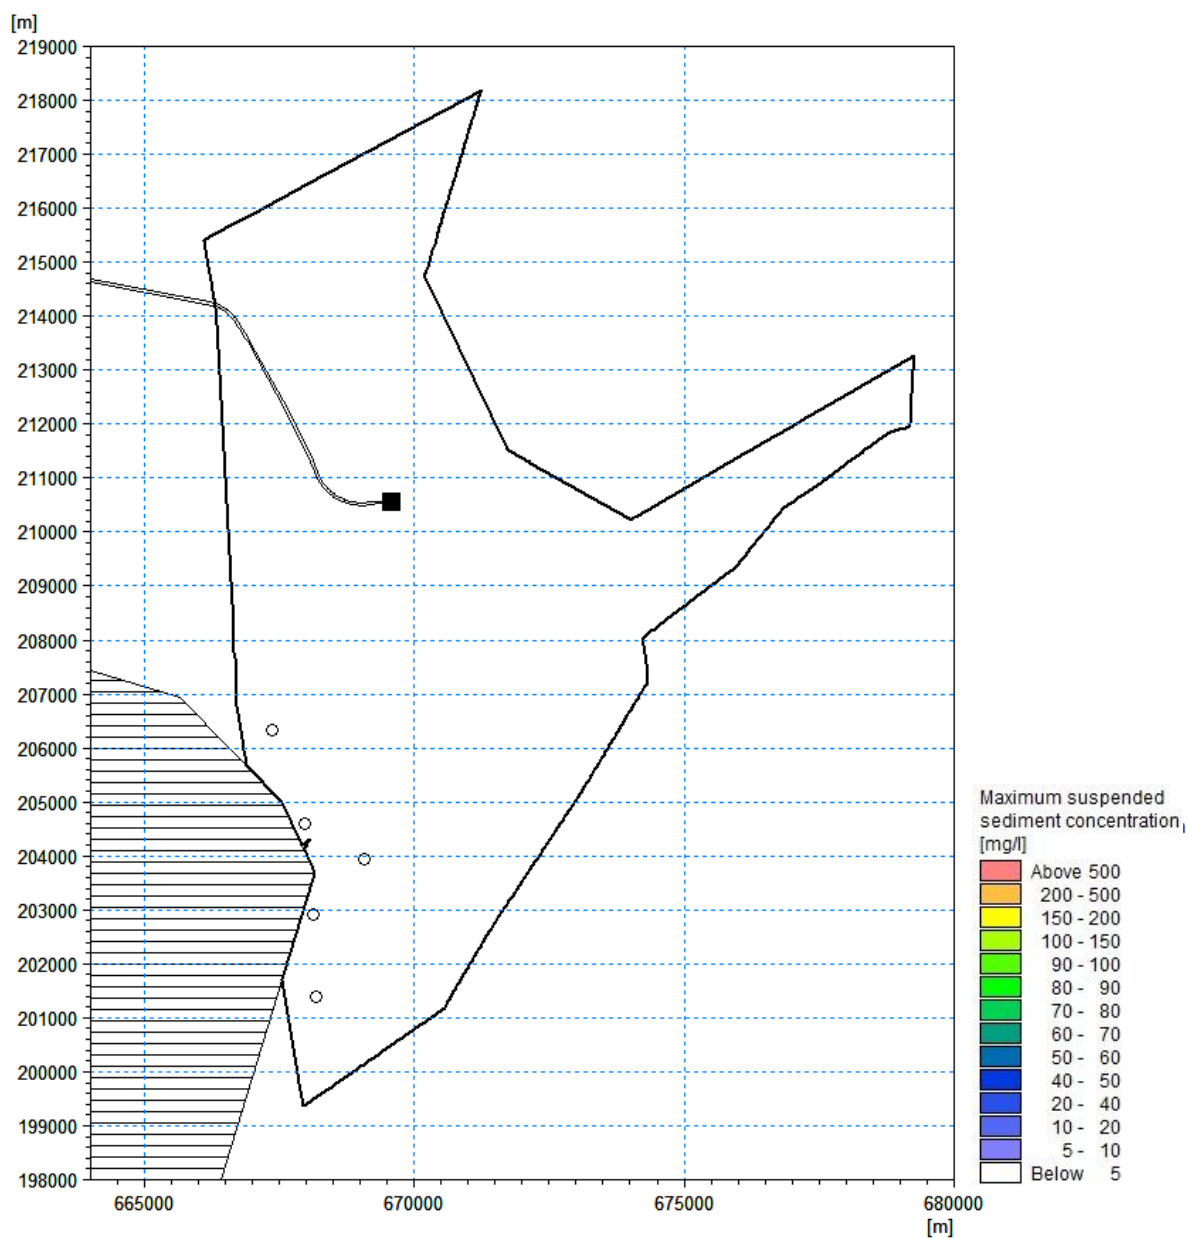 [m]
219000
218000
217000
216000
215000
214000
213000
212000
211000
210000
209000
208000
207000
206000
205000
204000
203000
202000
201000
200000
199000
198000
665000 670000 675000 680000
[m]
Maximum suspended
sediment concentration
[mg/l]
Above 500
200 - 500
150 - 200
100 - 150
90 - 100
80 - 90
70 - 80
60 - 70
50 - 60
40 - 50
20 - 40
10 - 20
5 - 10
Below 5